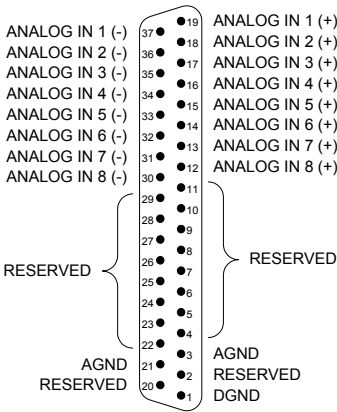 19 ANALOG IN 1 (+)
ANALOG IN 1 (-) 37
18 ANALOG IN 2 (+)
ANALOG IN 2 (-) 36
17 ANALOG IN 3 (+)
ANALOG IN 3 (-) 35
16 ANALOG IN 4 (+)
ANALOG IN 4 (-) 34
15 ANALOG IN 5 (+)
ANALOG IN 5 (-) 33
14 ANALOG IN 6 (+)
ANALOG IN 6 (-) 32
13 ANALOG IN 7 (+)
ANALOG IN 7 (-) 31
12 ANALOG IN 8 (+)
ANALOG IN 8 (-) 30
11
29
10
28
9
27
8
RESERVED 26
7 RESERVED
25
6
24
5
23
4
22
3 AGND
AGND 21
2 RESERVED
RESERVED 20
1 DGND